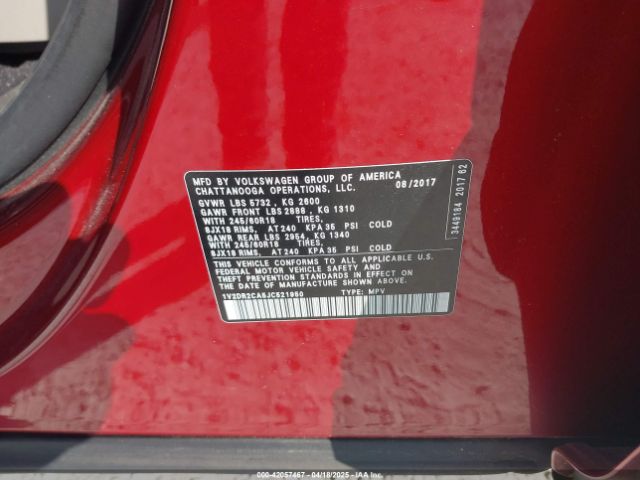 MFD BY VOLKSWAGEN GROUP OF AMERICA
CHATTANOOGA OPERATIONS, LLC. 08/2017
GVWR LBS 5732 , KG 2600
GAWR FRONT LBS 2888 , KG 1310
WITH 245/60R18 TIRES,
8JX18 RIMS, AT 240 KPA 35 PSI COLD
GAWR REAR LBS 2954, KG 1340
WITH 245/60R18 TIRES,
8JX18 RIMS, AT 240 KPA 35 PSI COLD
THIS VEHICLE CONFORMS TO ALL APPLICABLE U.S.
FEDERAL MOTOR VEHICLE SAFETY AND
THEFT PREVENTION STANDARDS IN EFFECT ON
THE DATE OF MANUFACTURE SHOWN ABOVE.
TYPE: MPV
3449184 2017 62
000-42057467 - 04/18/2025 - IAAI.COM